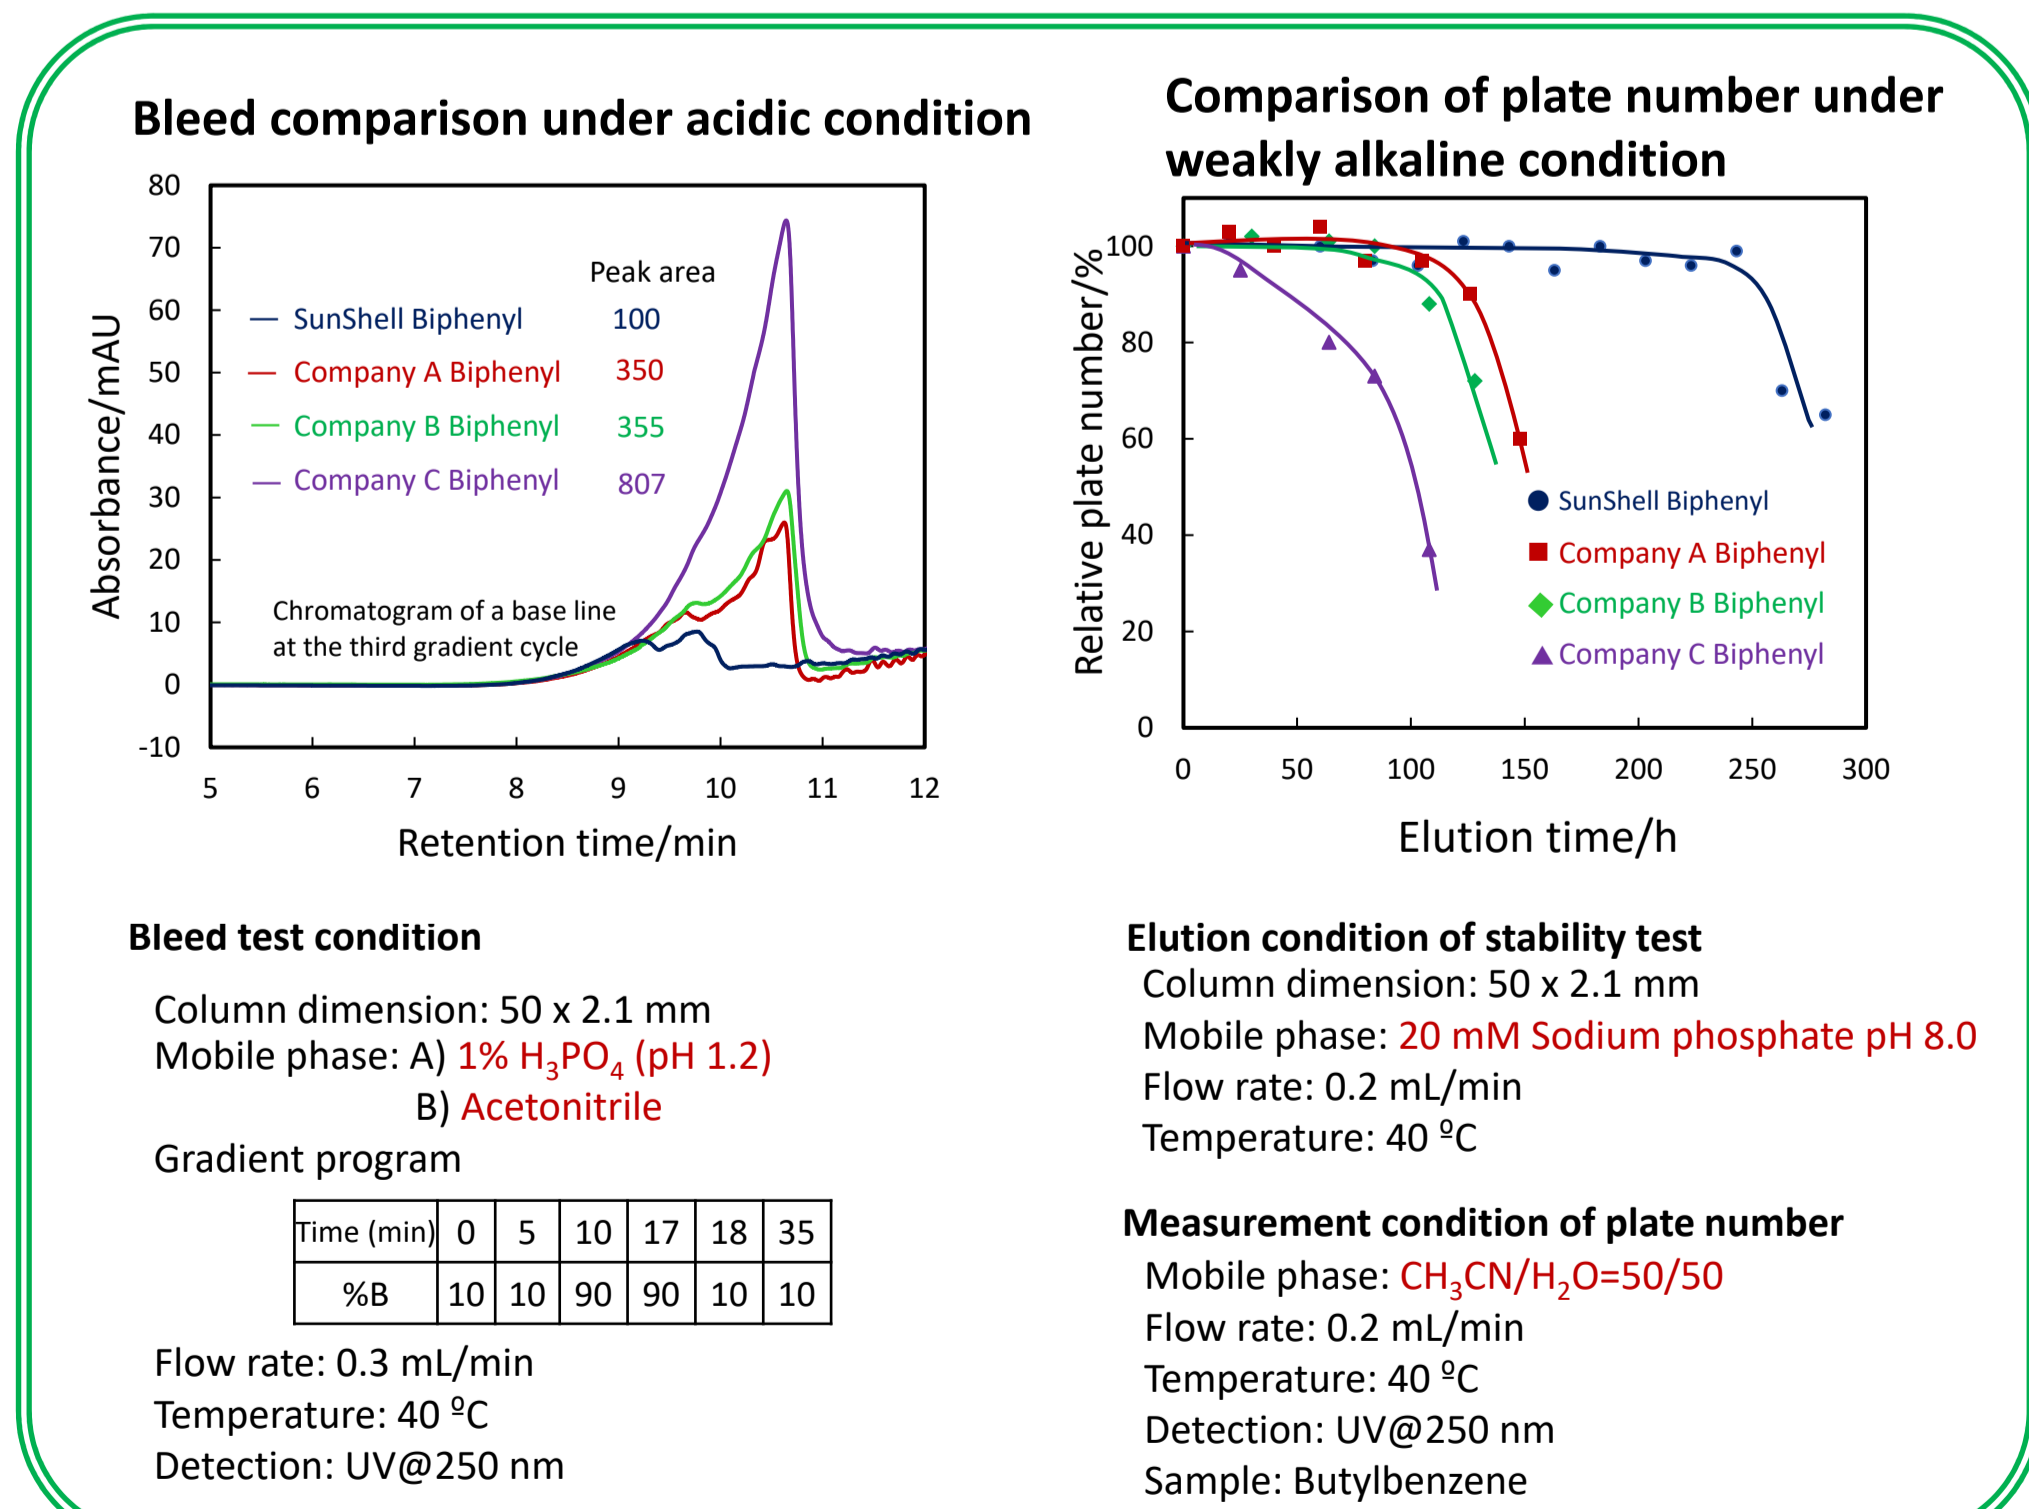 Bleed comparison under acidic condition
80
70
60
50
40
30
20
10
0
-10
Absorbance/mAU
Peak area
SunShell Biphenyl 100
Company A Biphenyl 350
Company B Biphenyl 355
Company C Biphenyl 807
Chromatogram of a base line
at the third gradient cycle
5 6 7 8 9 10 11 12
Retention time/min
Comparison of plate number under
weakly alkaline condition
100
80
60
40
20
0
Relative plate number/%
SunShell Biphenyl
Company A Biphenyl
Company B Biphenyl
Company C Biphenyl
0 50 100 150 200 250 300
Elution time/h
Bleed test condition
Column dimension: 50 x 2.1 mm
Mobile phase: A) 1% H₃PO₄ (pH 1.2)
B) Acetonitrile
Gradient program
Time (min) 0 5 10 17 18 35
%B 10 10 90 90 10 10
Flow rate: 0.3 mL/min
Temperature: 40 ºC
Detection: UV@250 nm
Elution condition of stability test
Column dimension: 50 x 2.1 mm
Mobile phase: 20 mM Sodium phosphate pH 8.0
Flow rate: 0.2 mL/min
Temperature: 40 ºC
Measurement condition of plate number
Mobile phase: CH₃CN/H₂O=50/50
Flow rate: 0.2 mL/min
Temperature: 40 ºC
Detection: UV@250 nm
Sample: Butylbenzene